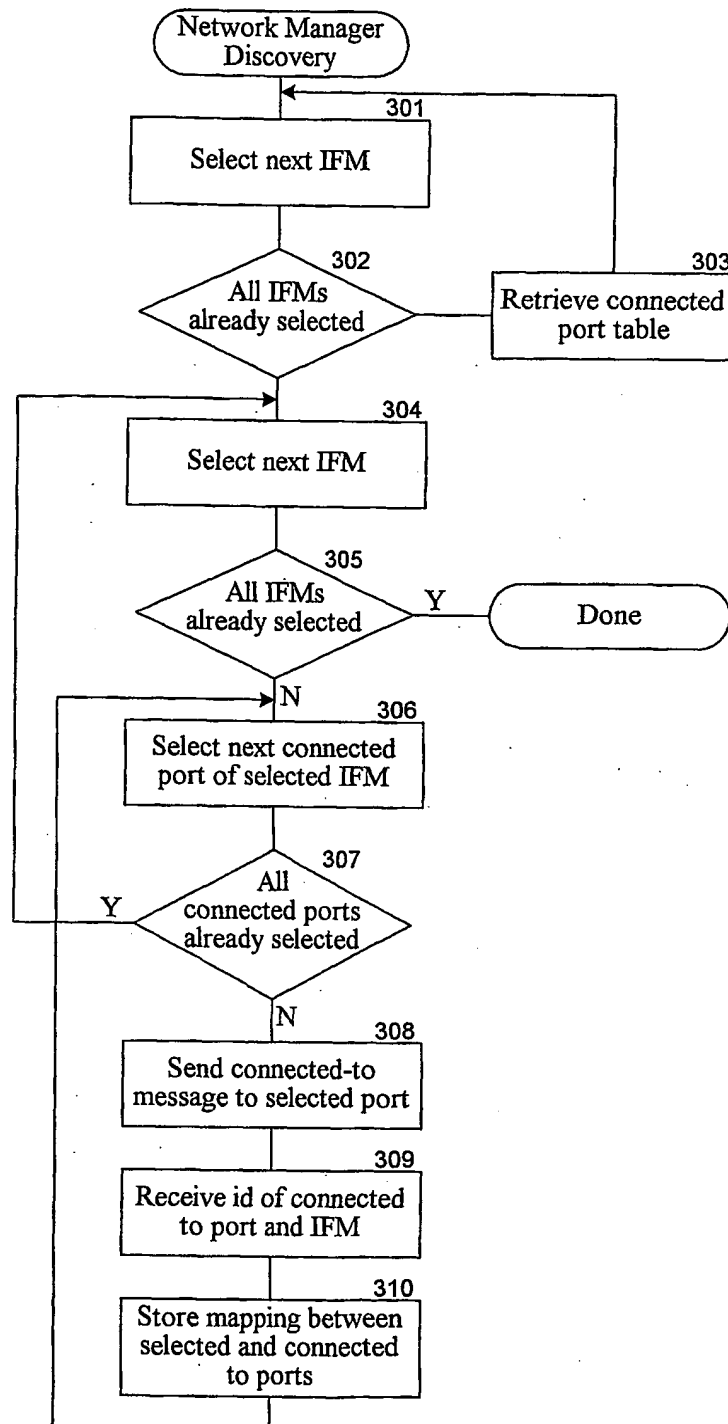 Network Manager
Discovery
301
Select next IFM
302
All IFMs
already selected
303
Retrieve connected
port table
304
Select next IFM
305
All IFMs
already selected
Y
Done
N
306
Select next connected
port of selected IFM
307
All
connected ports
already selected
Y
N
308
Send connected-to
message to selected port
309
Receive id of connected
to port and IFM
310
Store mapping between
selected and connected
to ports